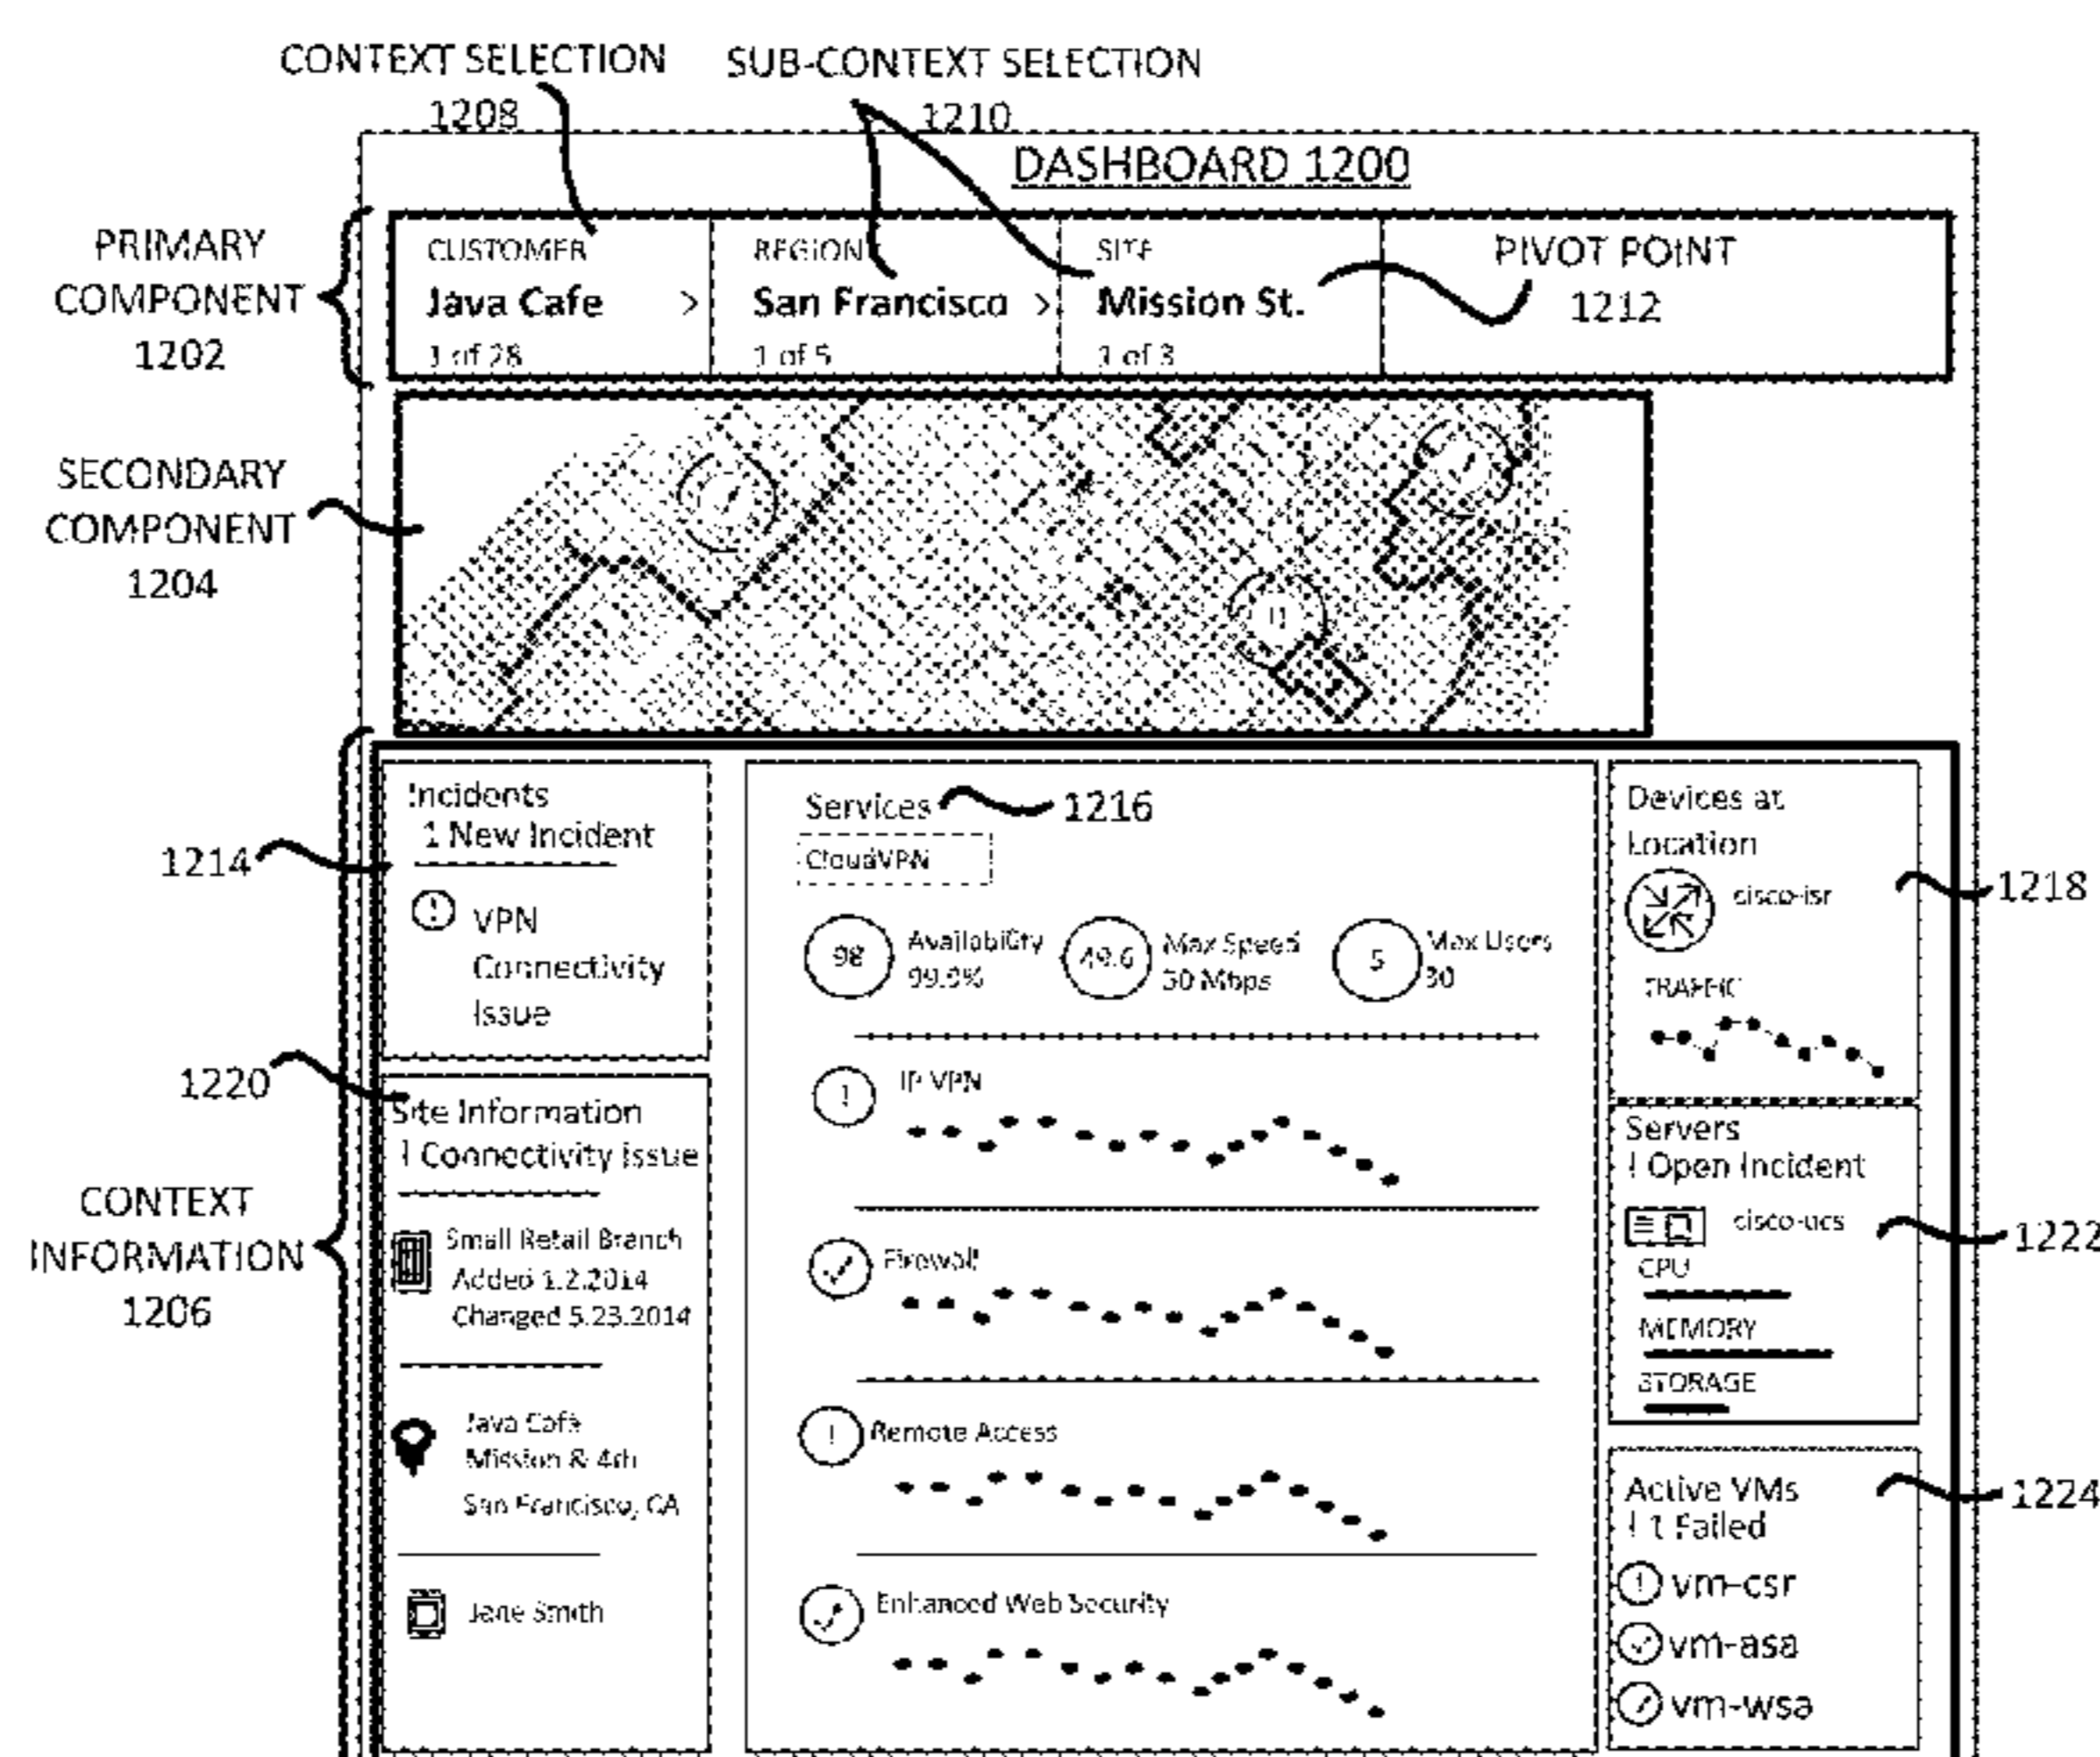 CONTEXT SELECTION
1208
SUB-CONTEXT SELECTION
1210
DASHBOARD 1200
PRIMARY
COMPONENT
1202
CUSTOMER
Java Cafe >
1 of 28
REGION
San Francisco >
1 of 5
SITE
Mission St.
1 of 3
PIVOT POINT
1212
SECONDARY
COMPONENT
1204
CONTEXT
INFORMATION
1206
1214
Incidents
1 New Incident
! VPN
Connectivity
Issue
1220
Site Information
! Connectivity Issue
Small Retail Branch
Added 1.2.2014
Changed 5.23.2014
Java Cafe
Mission & 4th
San Francisco, CA
Jane Smith
Services 1216
CloudVPN
98 Availability
99.9%
49.6 Max Speed
50 Mbps
5 Max Users
30
! IP VPN
Firewall
! Remote Access
Enhanced Web Security
Devices at
Location
1218
cisco-isr
TRAFFIC
Servers
! Open Incident
cisco-ucs
1222
CPU
MEMORY
STORAGE
Active VMs
1224
! 1 Failed
! vm-csr
vm-asa
vm-wsa